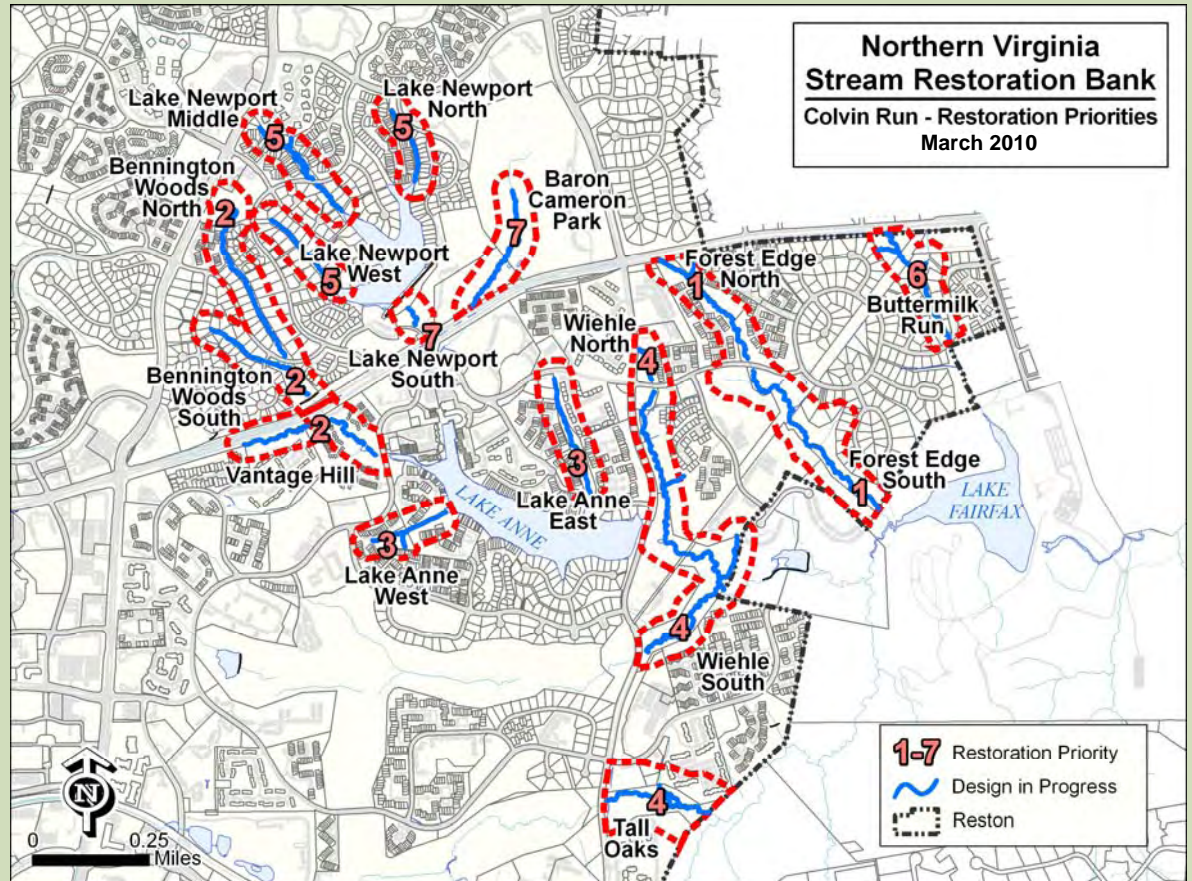 Northern Virginia
Stream Restoration Bank
Colvin Run - Restoration Priorities
March 2010
Lake Newport
Middle
5
Lake Newport
North
5
Bennington
Woods
North
2
Baron
Cameron
Park
7
Lake Newport
West
5
Forest Edge
North
1
6
Buttermilk
Run
7
Lake Newport
South
Wiehle
North
4
Bennington
Woods
South
2
2
Vantage Hill
3
Lake Anne
East
LAKE ANNE
Forest Edge
South
1
LAKE
FAIRFAX
3
Lake Anne
West
4
Wiehle
South
4
Tall
Oaks
1-7 Restoration Priority
Design in Progress
Reston
N
0 0.25
Miles